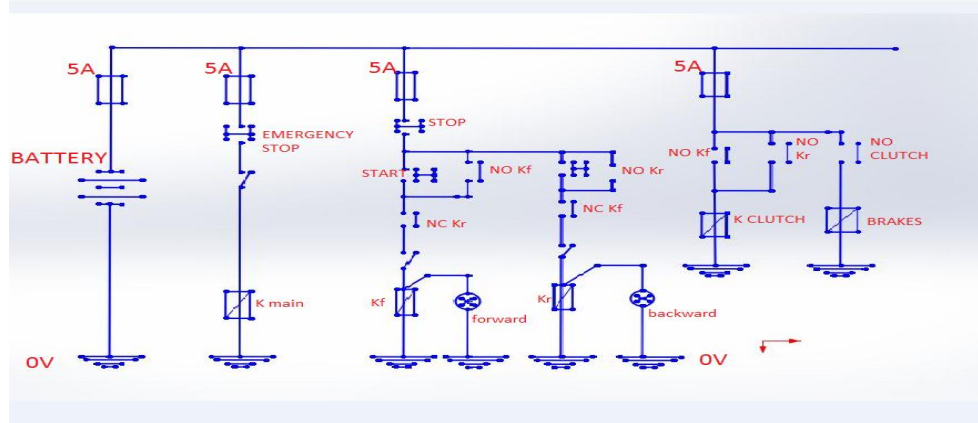 5A
5A
5A
5A
EMERGENCY
STOP
STOP
BATTERY
START
NO Kf
NO Kr
NO Kf
NO
Kr
NO
CLUTCH
NC Kr
NC Kf
K CLUTCH
BRAKES
K main
Kf
forward
Kr
backward
0V
0V